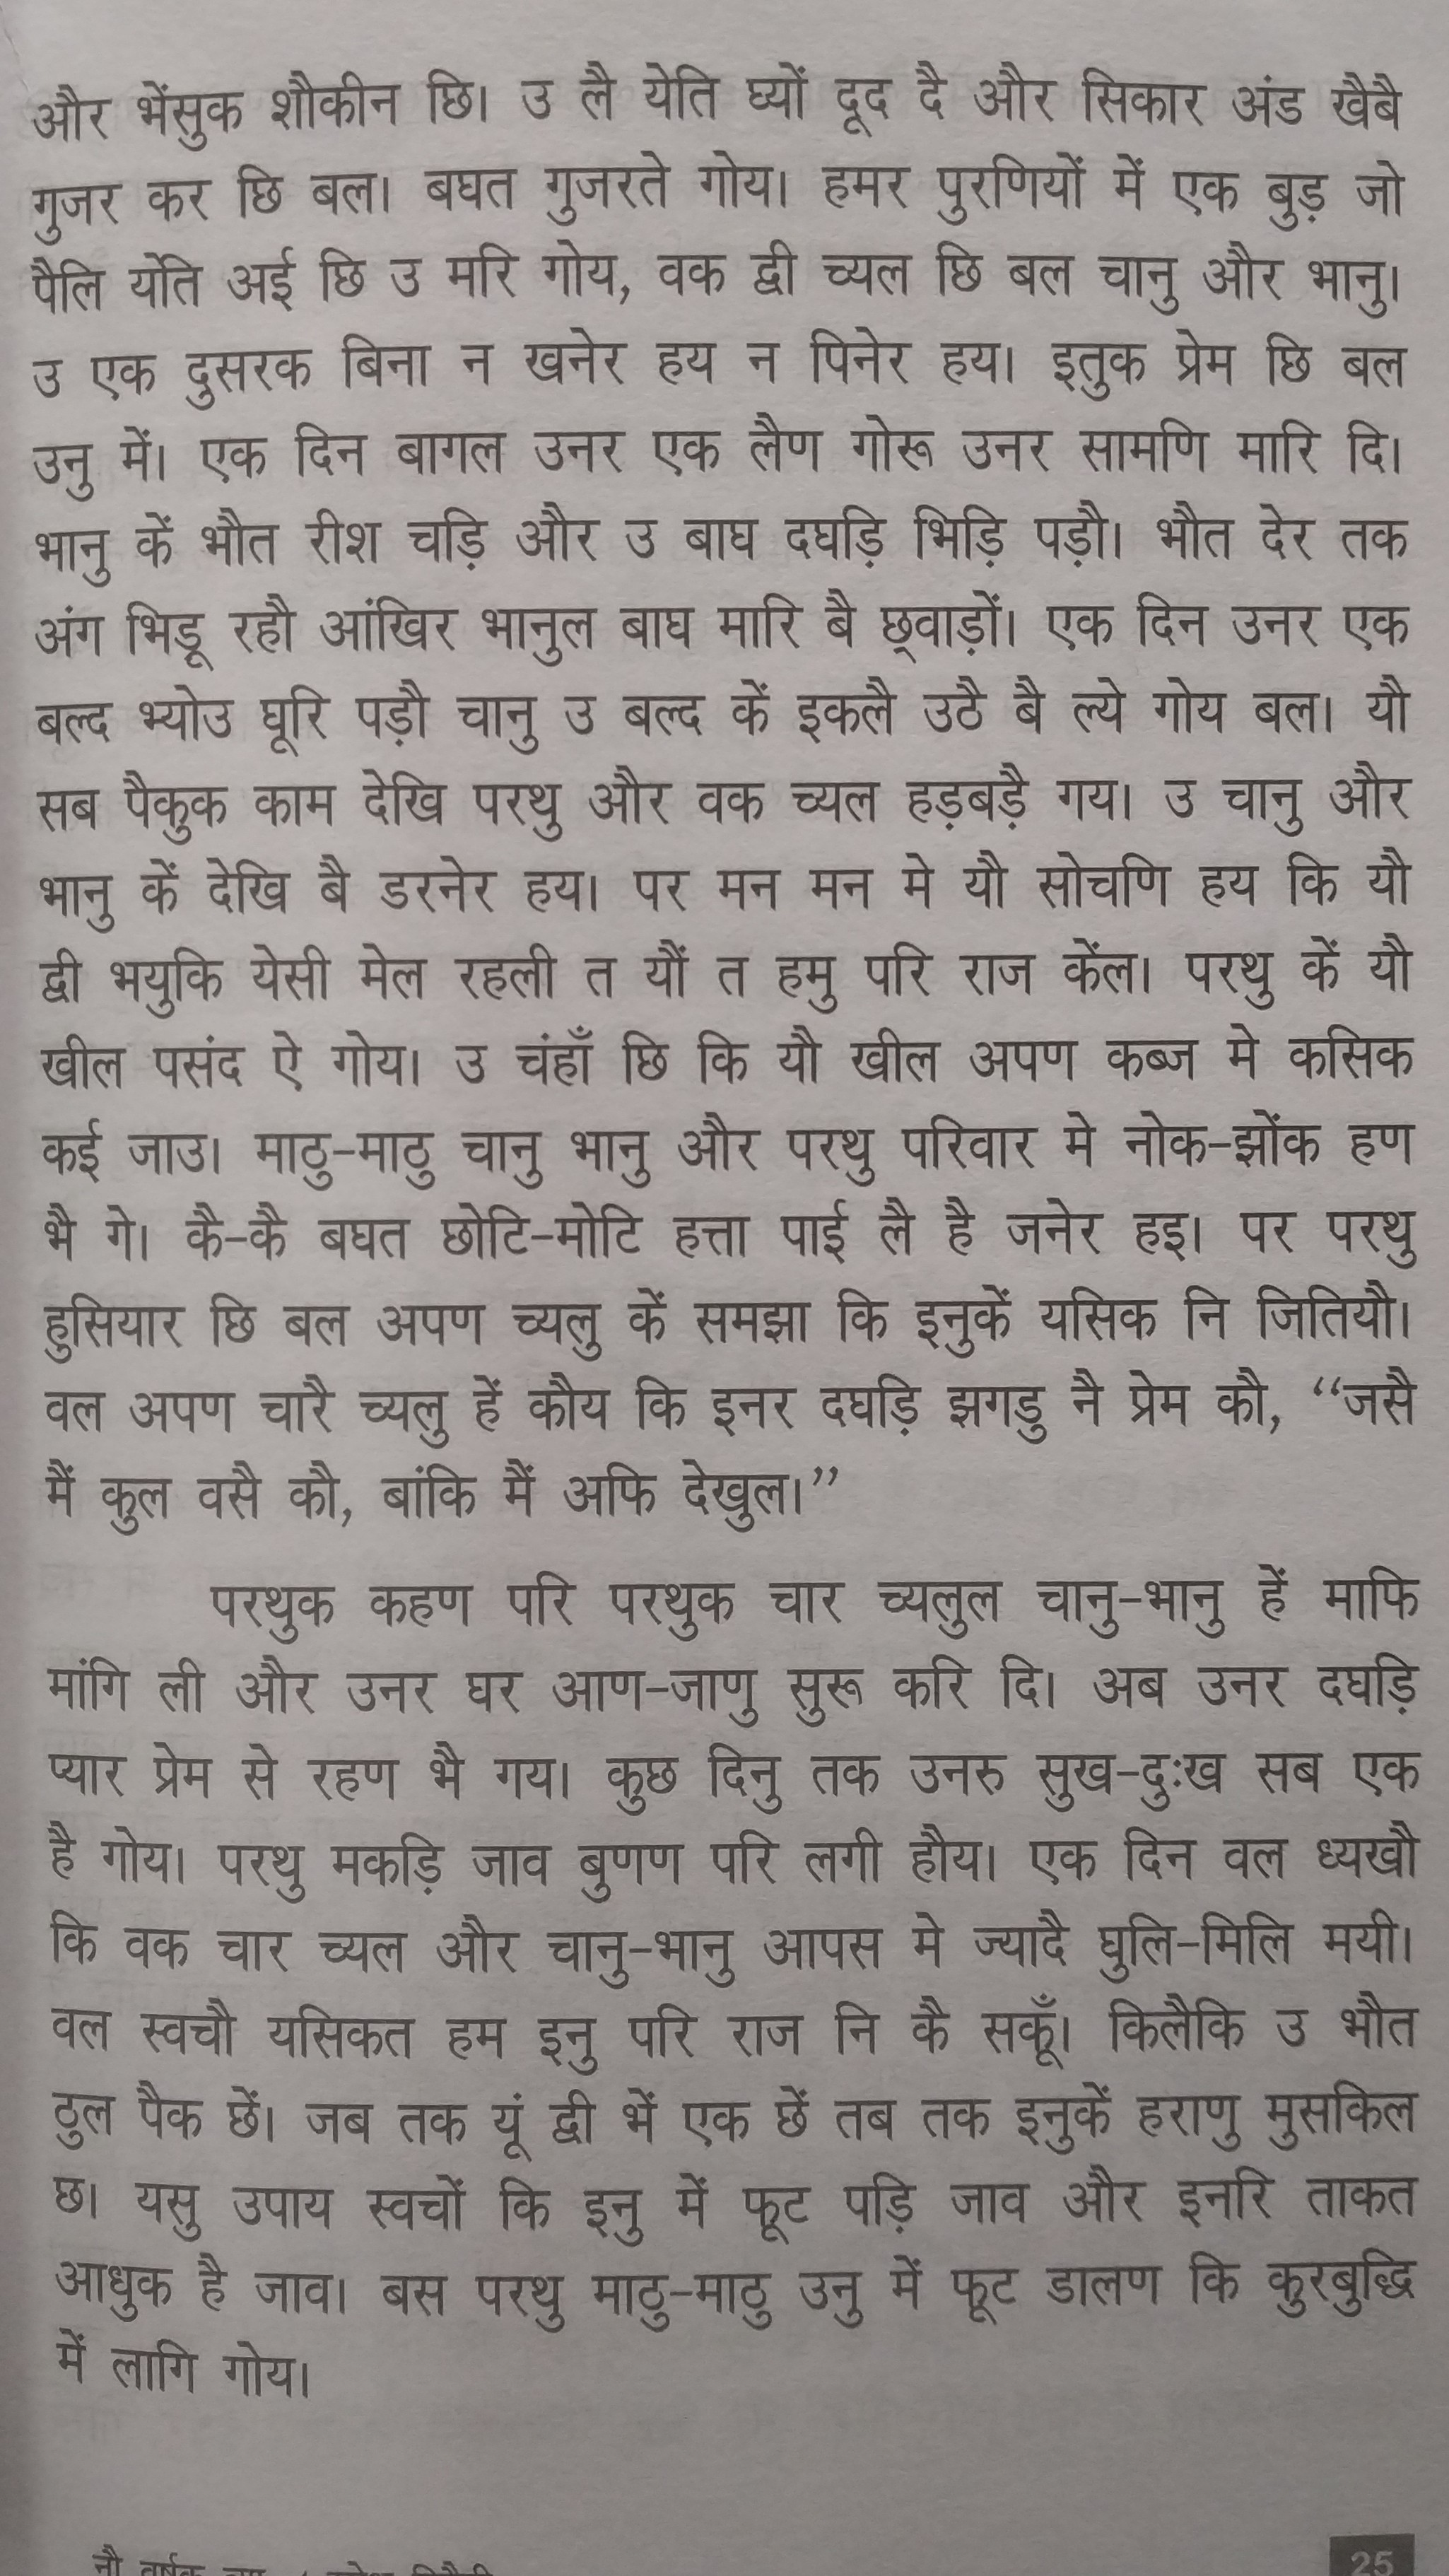 और भेंसुक शौकीन छि। उ लै येति घ्यों दूद दै और सिकार अंड खैबै
गुजर कर छि बल। बघत गुजरते गोय। हमर पुरणियों में एक बुड़ जो
पैलि येंति अई छि उ मरि गोय, वक द्वी च्यल छि बल चानु और भानु।
उ एक दुसरक बिना न खनेर हय न पिनेर हय। इतुक प्रेम छि बल
उनु में। एक दिन बागल उनर एक लैण गोरू उनर सामणि मारि दि।
भानु कें भौत रीश चड़ि और उ बाघ दघड़ि भिड़ि पड़ौ। भौत देर तक
अंग भिडू रहौ आंखिर भानुल बाघ मारि बै छ्वाड़ों। एक दिन उनर एक
बल्द भ्योउ घूरि पड़ौ चानु उ बल्द कें इकलै उठै बै ल्ये गोय बल। यौ
सब पैकुक काम देखि परथु और वक च्यल हड़बड़ै गय। उ चानु और
भानु कें देखि बै डरनेर हय। पर मन मन मे यौ सोचणि हय कि यौ
द्वी भयुकि येसी मेल रहली त यौं त हमु परि राज केंल। परथु कें यौ
खील पसंद ऐ गोय। उ चंहाँ छि कि यौ खील अपण कब्ज मे कसिक
कई जाउ। माठु-माठु चानु भानु और परथु परिवार मे नोक-झोंक हण
भै गे। कै-कै बघत छोटि-मोटि हत्ता पाई लै है जनेर हइ। पर परथु
हुसियार छि बल अपण च्यलु कें समझा कि इनुकें यसिक नि जितियौ।
वल अपण चारै च्यलु हें कौय कि इनर दघड़ि झगडु नै प्रेम कौ, “जसै
मैं कुल वसै कौ, बांकि मैं अफि देखुल।”
परथुक कहण परि परथुक चार च्यलुल चानु-भानु हें माफि
मांगि ली और उनर घर आण-जाणु सुरू करि दि। अब उनर दघड़ि
प्यार प्रेम से रहण भै गय। कुछ दिनु तक उनरु सुख-दुःख सब एक
है गोय। परथु मकड़ि जाव बुणण परि लगी हौय। एक दिन वल ध्यखौ
कि वक चार च्यल और चानु-भानु आपस मे ज्यादै घुलि-मिलि मयी।
वल स्वचौ यसिकत हम इनु परि राज नि कै सकूँ। किलैकि उ भौत
ठुल पैक छें। जब तक यूं द्वी भें एक छें तब तक इनुकें हराणु मुसकिल
छ। यसु उपाय स्वचों कि इनु में फूट पड़ि जाव और इनरि ताकत
आधुक है जाव। बस परथु माठु-माठु उनु में फूट डालण कि कुरबुद्धि
में लागि गोय।
25